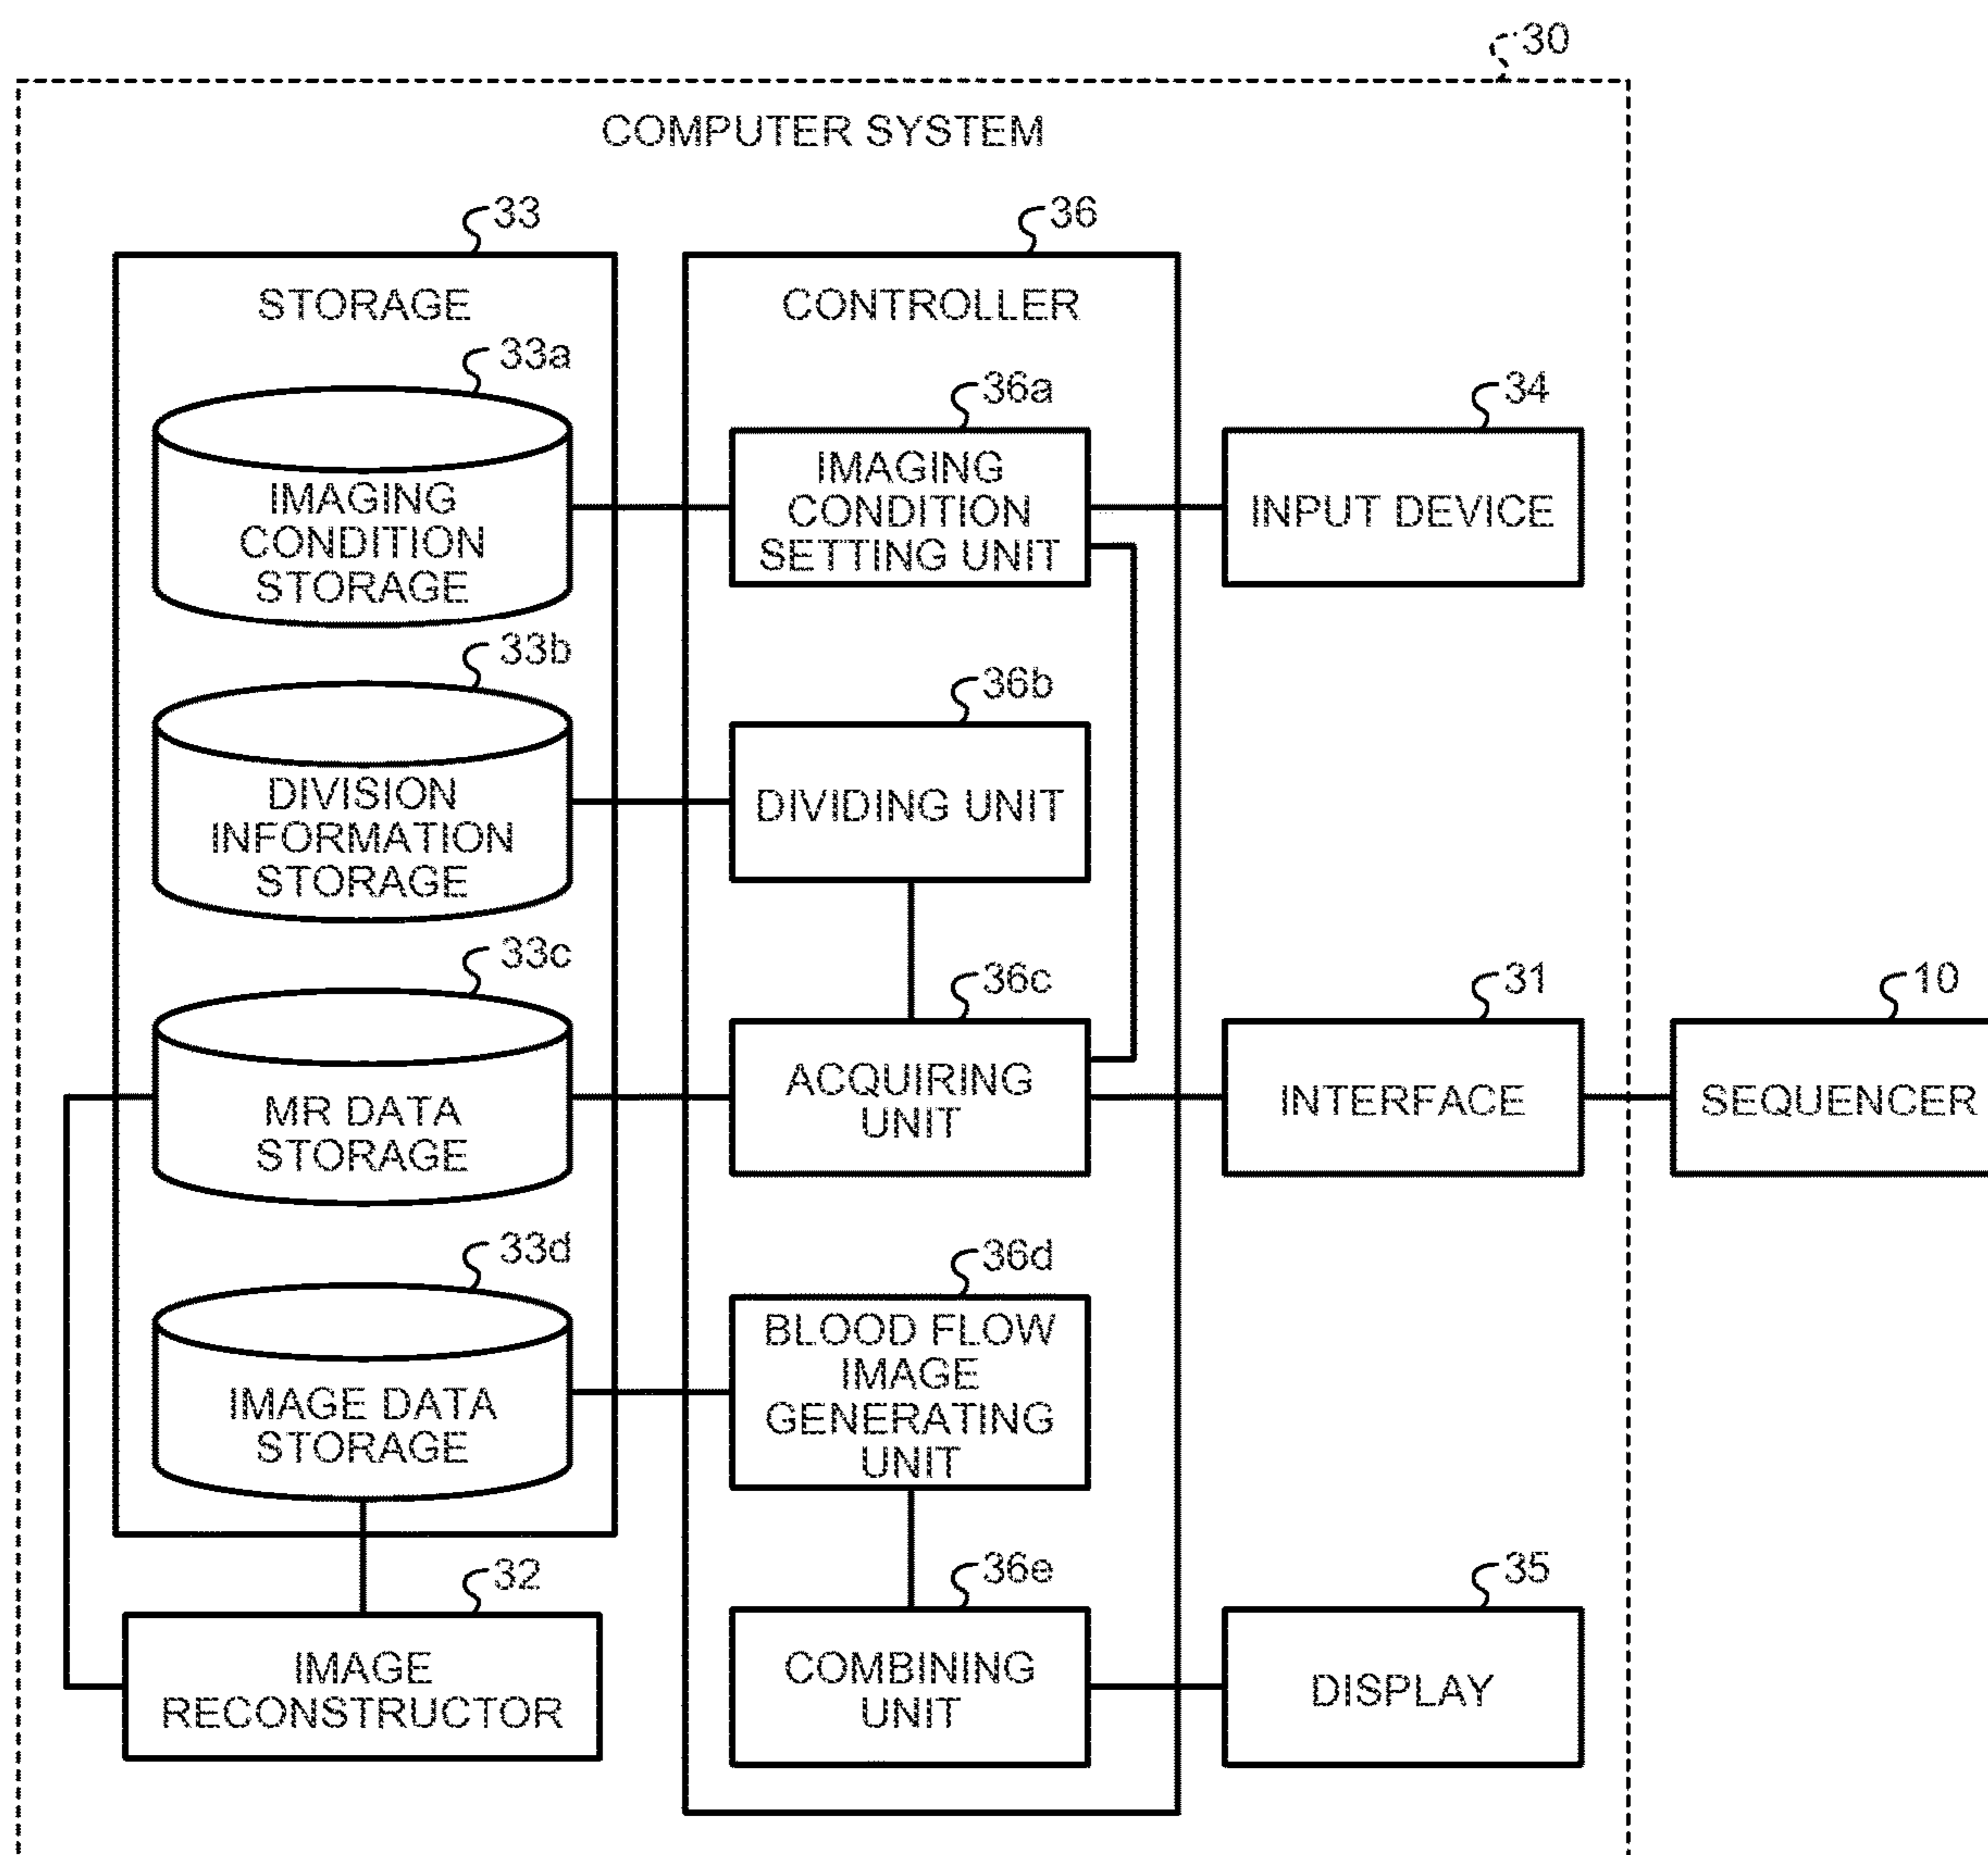 30
COMPUTER SYSTEM
33
36
STORAGE
CONTROLLER
33a
36a
34
IMAGING
CONDITION
STORAGE
IMAGING
CONDITION
SETTING UNIT
INPUT DEVICE
33b
36b
DIVISION
INFORMATION
STORAGE
DIVIDING UNIT
33c
36c
31
10
MR DATA
STORAGE
ACQUIRING
UNIT
INTERFACE
SEQUENCER
33d
36d
IMAGE DATA
STORAGE
BLOOD FLOW
IMAGE
GENERATING
UNIT
32
36e
35
IMAGE
RECONSTRUCTOR
COMBINING
UNIT
DISPLAY